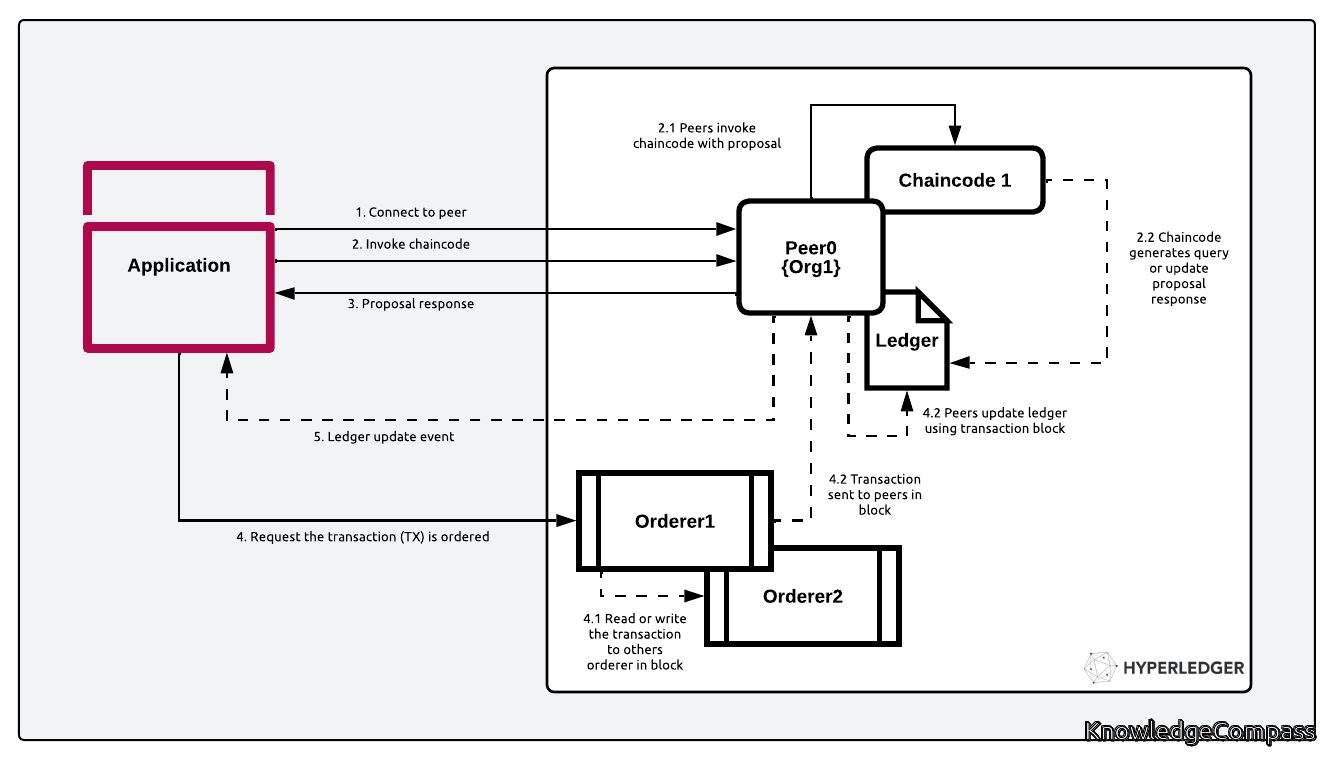 2.1 Peers invoke
chaincode with proposal
Chaincode 1
1. Connect to peer
2. Invoke chaincode
Application
Peer0
{Org1}
2.2 Chaincode
generates query
or update
proposal
response
3. Proposal response
Ledger
4.2 Peers update ledger
using transaction block
5. Ledger update event
4.2 Transaction
sent to peers in
block
Orderer1
4. Request the transaction (TX) is ordered
Orderer2
4.1 Read or write
the transaction
to others
orderer in block
HYPERLEDGER
KnowledgeCompass